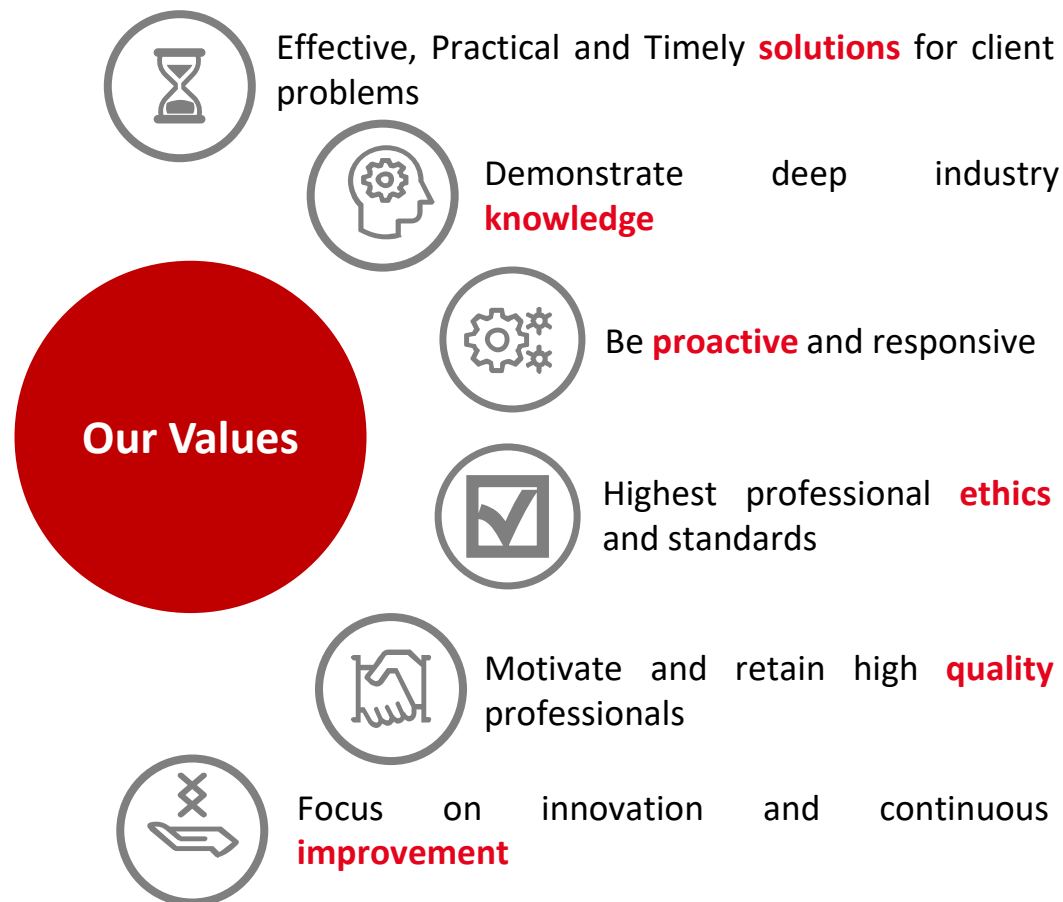 Effective, Practical and Timely solutions for client
problems
Demonstrate deep industry
knowledge
Be proactive and responsive
Our Values
Highest professional ethics
and standards
Motivate and retain high quality
professionals
Focus on innovation and continuous
improvement